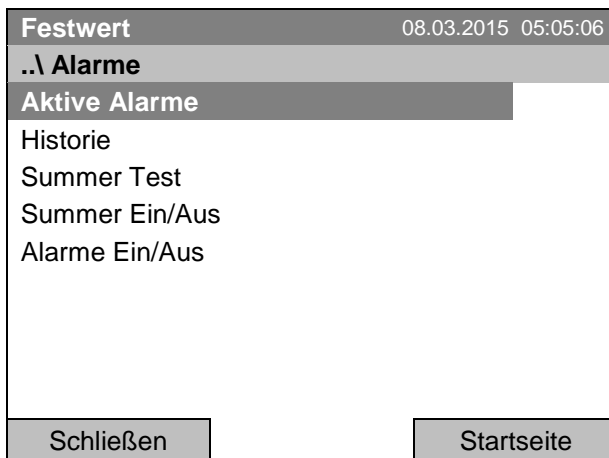 Festwert 08.03.2015 05:05:06
..\ Alarme
Aktive Alarme
Historie
Summer Test
Summer Ein/Aus
Alarme Ein/Aus
Schließen Startseite